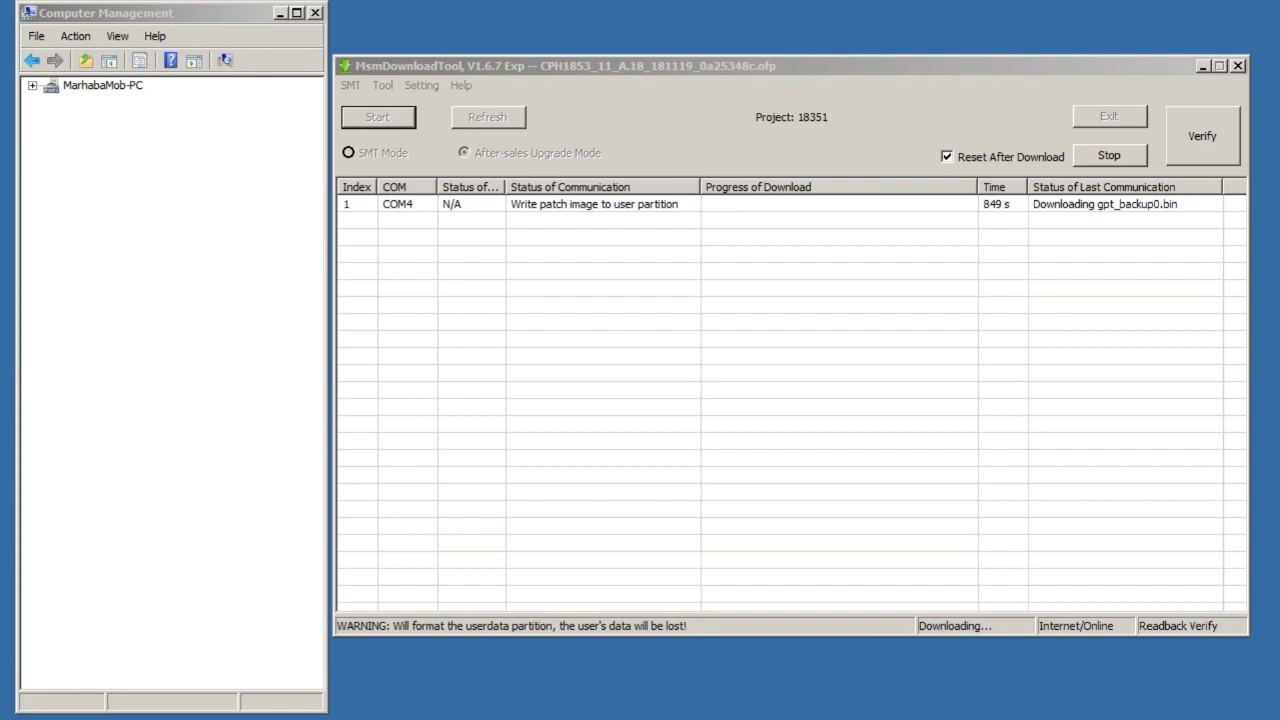 Computer Management
File Action View Help
MarhabaMob-PC
MsmDownloadTool, V1.6.7 Exp -- CPH1853_11_A.18_181119_0a25348c.ofp
SMT Tool Setting Help
Start Refresh Project: 18351 Exit Verify
SMT Mode After-sales Upgrade Mode Reset After Download Stop
Index COM Status of... Status of Communication Progress of Download Time Status of Last Communication
1 COM4 N/A Write patch image to user partition 849 s Downloading gpt_backup0.bin
WARNING: Will format the userdata partition, the user's data will be lost! Downloading... Internet/Online Readback Verify